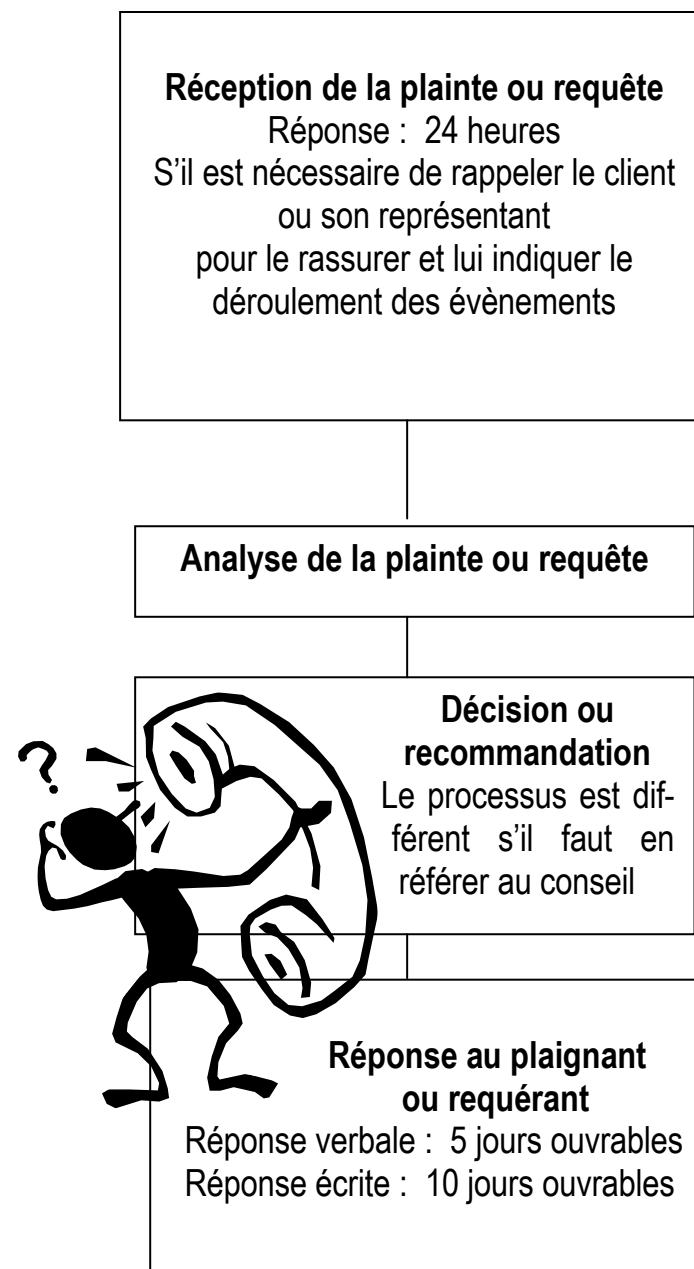 Réception de la plainte ou requête
Réponse : 24 heures
S’il est nécessaire de rappeler le client
ou son représentant
pour le rassurer et lui indiquer le
déroulement des évènements
Analyse de la plainte ou requête
Décision ou
recommandation
Le processus est dif-
férent s’il faut en
référer au conseil
?
Réponse au plaignant
ou requérant
Réponse verbale : 5 jours ouvrables
Réponse écrite : 10 jours ouvrables